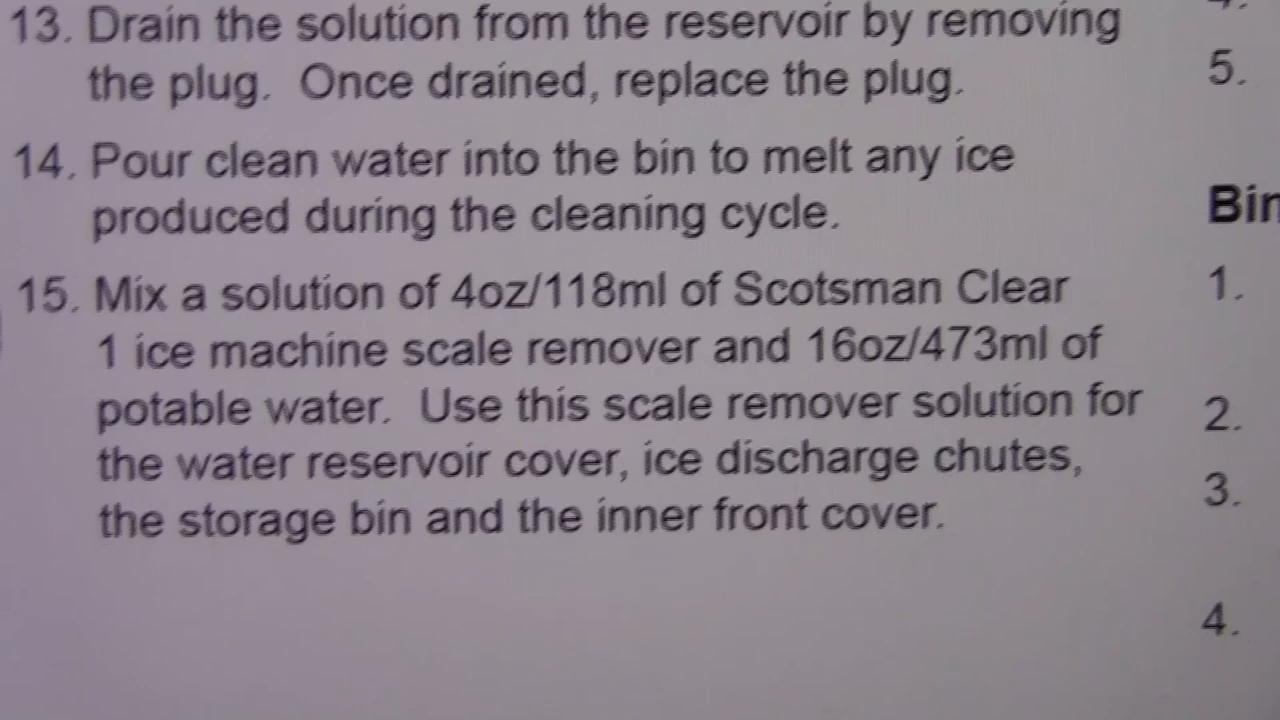 13. Drain the solution from the reservoir by removing
the plug.  Once drained, replace the plug.
14. Pour clean water into the bin to melt any ice
produced during the cleaning cycle.
15. Mix a solution of 4oz/118ml of Scotsman Clear
1 ice machine scale remover and 16oz/473ml of
potable water.  Use this scale remover solution for
the water reservoir cover, ice discharge chutes,
the storage bin and the inner front cover.
4.
5.
Bin
1.
2.
3.
4.